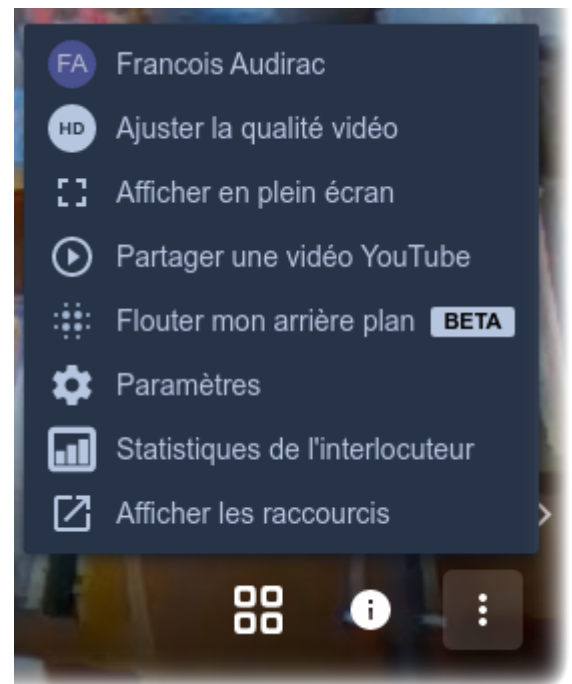 FA Francois Audirac
HD Ajuster la qualité vidéo
Afficher en plein écran
Partager une vidéo YouTube
Flouter mon arrière plan BETA
Paramètres
Statistiques de l'interlocuteur
Afficher les raccourcis